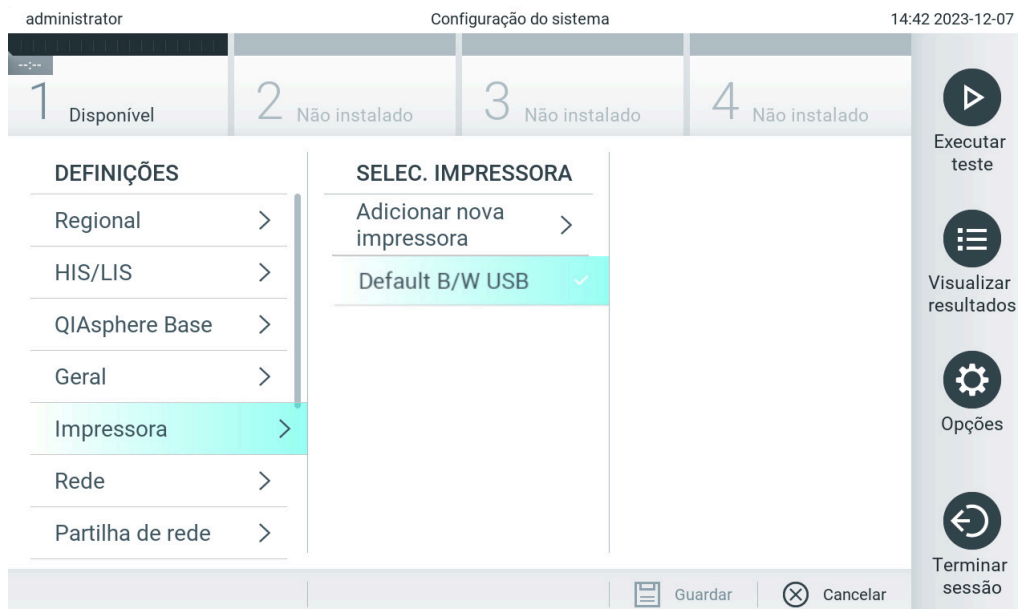 administrator Configuração do sistema 14:42 2023-12-07
--:--
1 Disponível 2 Não instalado 3 Não instalado 4 Não instalado
DEFINIÇÕES
Regional
HIS/LIS
QIAsphere Base
Geral
Impressora
Rede
Partilha de rede
SELEC. IMPRESSORA
Adicionar nova
impressora
Default B/W USB
Executar
teste
Visualizar
resultados
Opções
Terminar
sessão
Guardar Cancelar